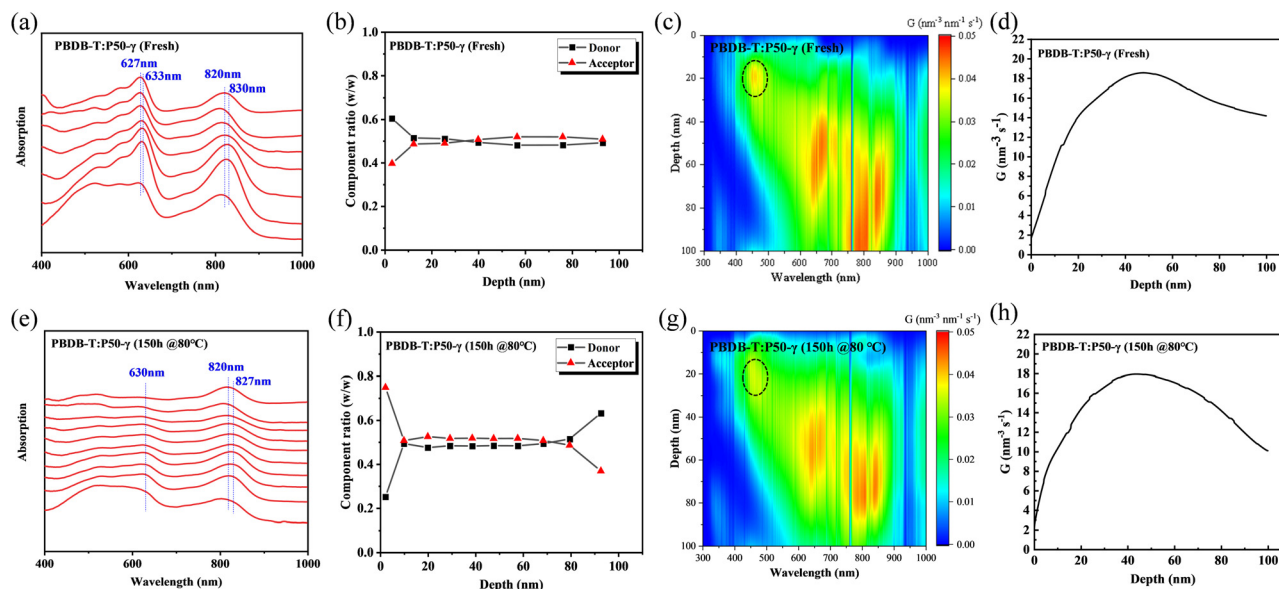 (a)
PBDB-T:P50-γ (Fresh)
627nm
633nm
820nm
830nm
Absorption
400 600 800 1000
Wavelength (nm)
(b)
PBDB-T:P50-γ (Fresh)
Donor
Acceptor
Component ratio (w/w)
1.0
0.8
0.6
0.4
0.2
0.0
0 20 40 60 80 100
Depth (nm)
(c)
G (nm⁻³ nm⁻¹ s⁻¹)
PBDB-T:P50-γ (Fresh)
Depth (nm)
20
40
60
80
100
300 400 500 600 700 800 900 1000
Wavelength (nm)
0.05
0.04
0.03
0.02
0.01
0.00
(d)
PBDB-T:P50-γ (Fresh)
G (nm⁻³ s⁻¹)
22
20
18
16
14
12
10
8
6
4
2
0
0 20 40 60 80 100
Depth (nm)
(e)
PBDB-T:P50-γ (150h @80℃)
630nm
820nm
827nm
Absorption
400 600 800 1000
Wavelength (nm)
(f)
PBDB-T:P50-γ (150h @80℃)
Donor
Acceptor
Component ratio (w/w)
1.0
0.8
0.6
0.4
0.2
0.0
0 20 40 60 80 100
Depth (nm)
(g)
G (nm⁻³ nm⁻¹ s⁻¹)
PBDB-T:P50-γ (150h @80 ℃)
Depth (nm)
20
40
60
80
100
300 400 500 600 700 800 900 1000
Wavelength (nm)
0.05
0.04
0.03
0.02
0.01
0.00
(h)
PBDB-T:P50-γ (150h @80℃)
G (nm⁻³ s⁻¹)
22
20
18
16
14
12
10
8
6
4
2
0
0 20 40 60 80 100
Depth (nm)